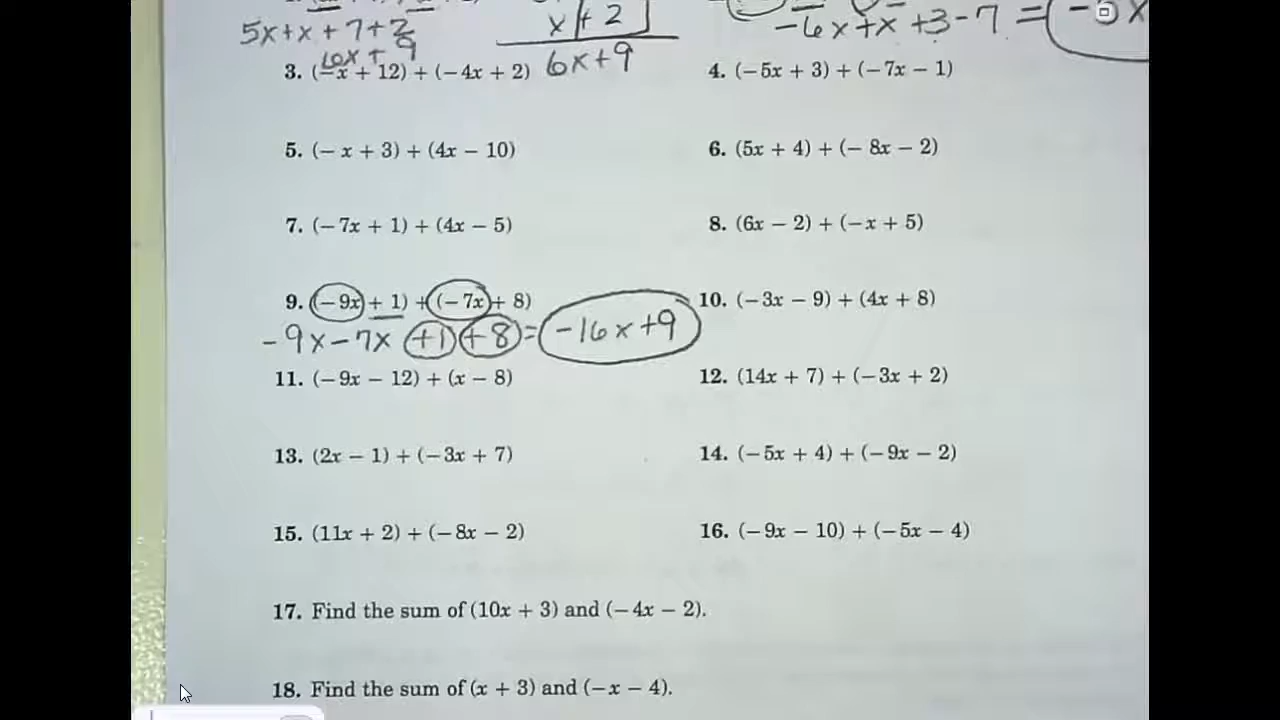 5x+x+7+2
6x+9
x+2
6x+9
-6x+x+3-7=-5x
3. (-x + 12) + (-4x + 2)
4. (-5x + 3) + (-7x - 1)
5. (- x + 3) + (4x - 10)
6. (5x + 4) + (- 8x - 2)
7. (-7x + 1) + (4x - 5)
8. (6x - 2) + (-x + 5)
9. (-9x + 1) + (-7x + 8)
-9x-7x +1 +8 = -16x+9
10. (-3x - 9) + (4x + 8)
11. (-9x - 12) + (x - 8)
12. (14x + 7) + (-3x + 2)
13. (2x - 1) + (-3x + 7)
14. (-5x + 4) + (-9x - 2)
15. (11x + 2) + (-8x - 2)
16. (-9x - 10) + (-5x - 4)
17. Find the sum of (10x + 3) and (-4x - 2).
18. Find the sum of (x + 3) and (-x - 4).